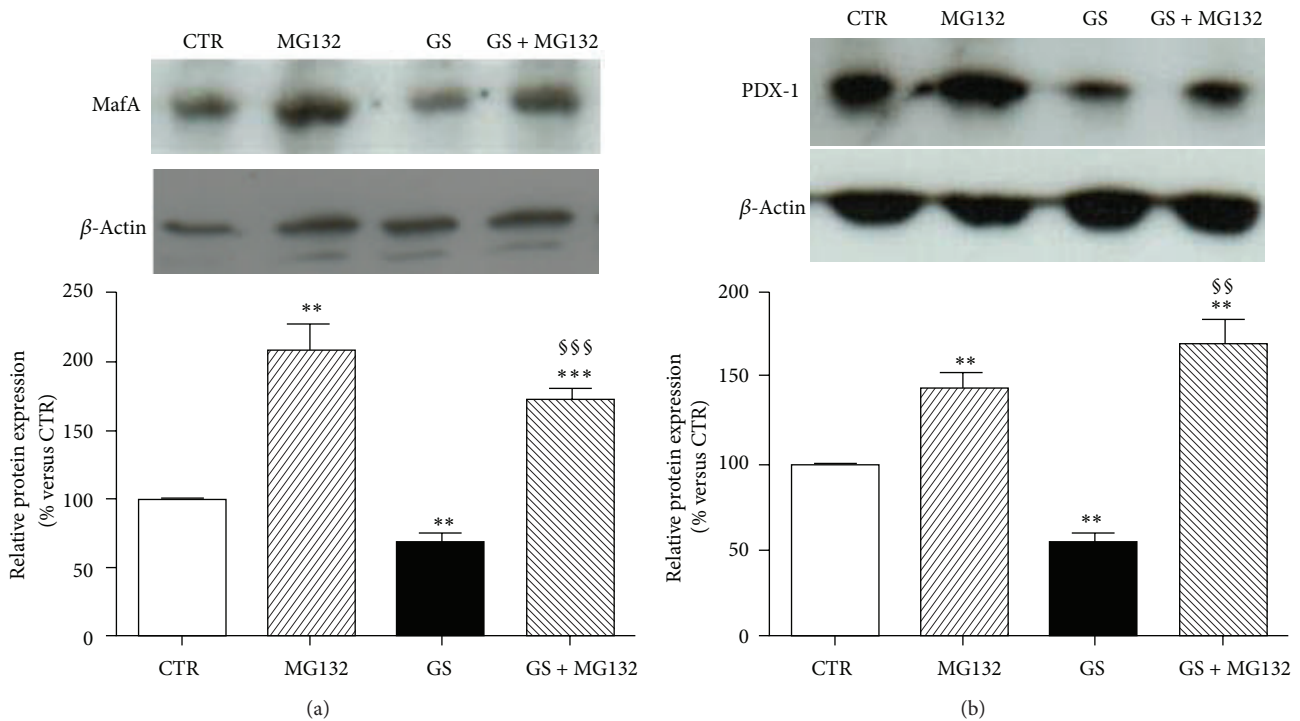 CTR MG132 GS GS + MG132
MafA
β-Actin
250
200
150
100
50
0
Relative protein expression
(% versus CTR)
**
**
§§§
***
CTR MG132 GS GS + MG132
(a)
CTR MG132 GS GS + MG132
PDX-1
β-Actin
200
150
100
50
0
Relative protein expression
(% versus CTR)
**
**
§§
**
CTR MG132 GS GS + MG132
(b)